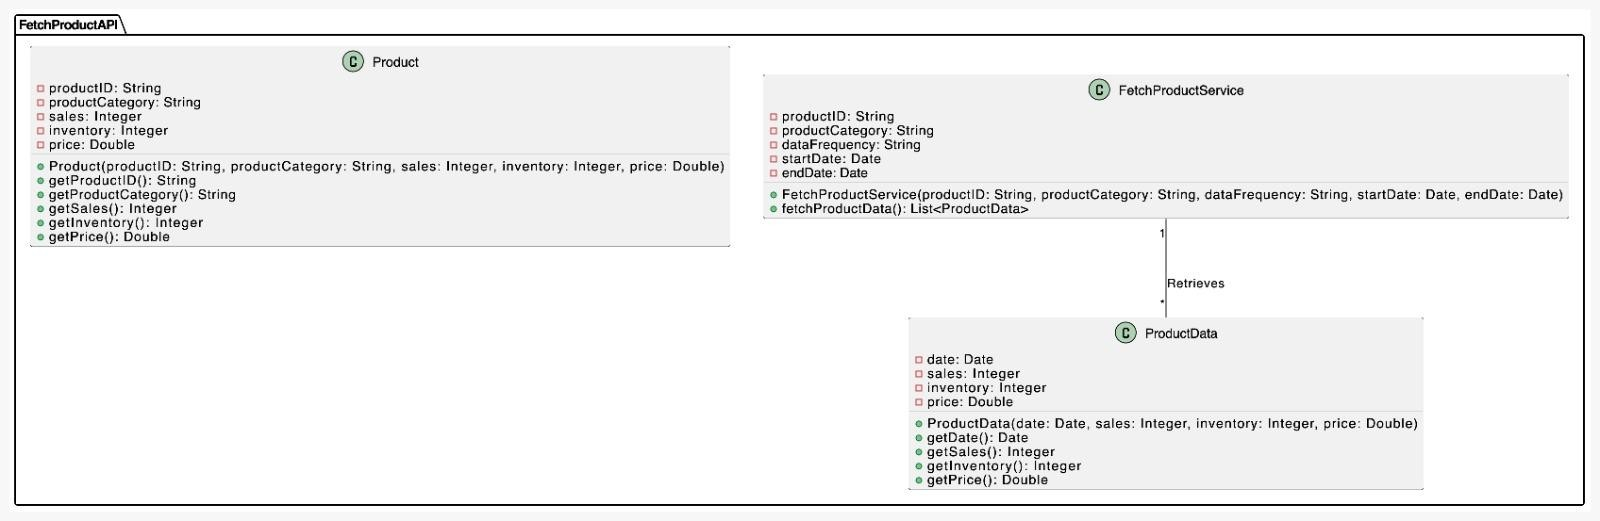 FetchProductAPI
C Product
productID: String
productCategory: String
sales: Integer
inventory: Integer
price: Double
Product(productID: String, productCategory: String, sales: Integer, inventory: Integer, price: Double)
getProductID(): String
getProductCategory(): String
getSales(): Integer
getInventory(): Integer
getPrice(): Double
C FetchProductService
productID: String
productCategory: String
dataFrequency: String
startDate: Date
endDate: Date
FetchProductService(productID: String, productCategory: String, dataFrequency: String, startDate: Date, endDate: Date)
fetchProductData(): List<ProductData>
1
Retrieves
*
C ProductData
date: Date
sales: Integer
inventory: Integer
price: Double
ProductData(date: Date, sales: Integer, inventory: Integer, price: Double)
getDate(): Date
getSales(): Integer
getInventory(): Integer
getPrice(): Double